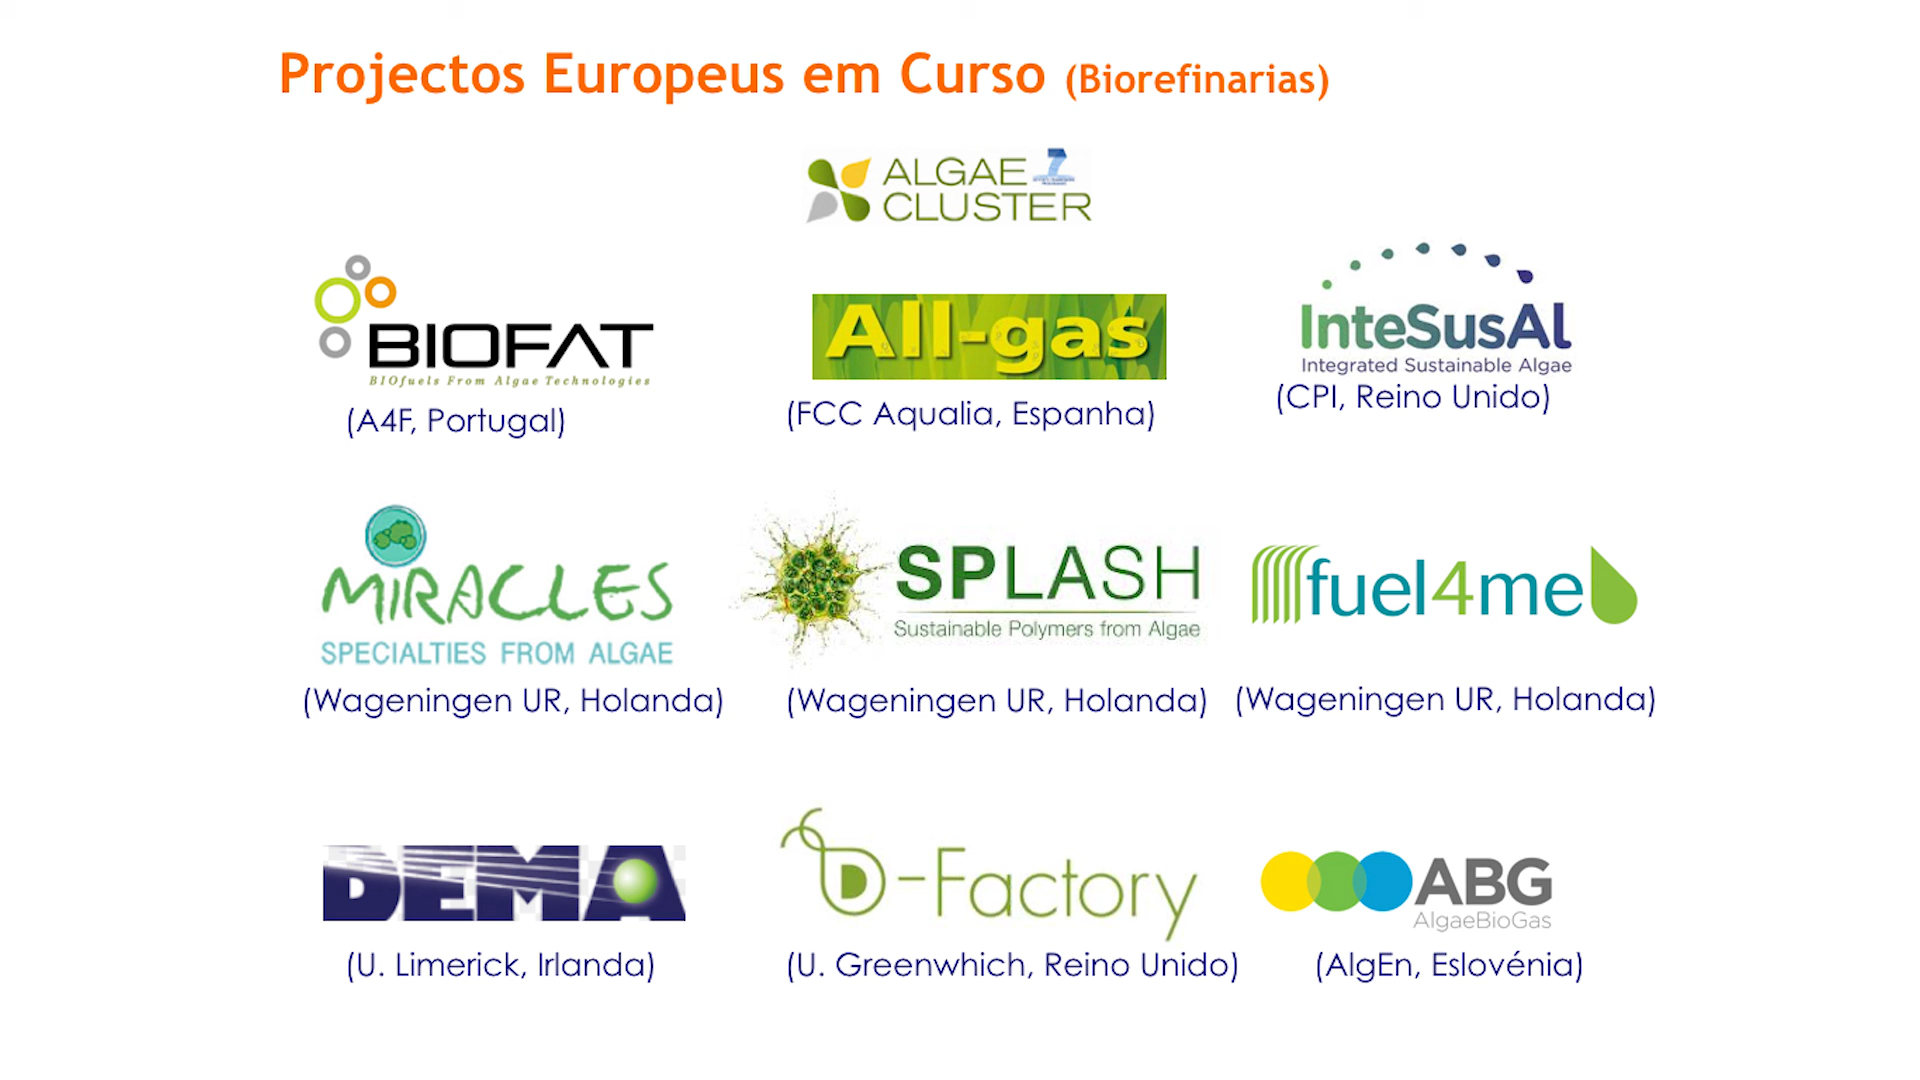 Projectos Europeus em Curso (Biorefinarias)
ALGAE
CLUSTER
7
BIOFAT
BIOfuels From Algae Technologies
(A4F, Portugal)
All-gas
(FCC Aqualia, Espanha)
InteSusAl
Integrated Sustainable Algae
(CPI, Reino Unido)
MIRACLES
SPECIALTIES FROM ALGAE
(Wageningen UR, Holanda)
SPLASH
Sustainable Polymers from Algae
(Wageningen UR, Holanda)
fuel4me
(Wageningen UR, Holanda)
DEMA
(U. Limerick, Irlanda)
D-Factory
(U. Greenwhich, Reino Unido)
ABG
AlgaeBioGas
(AlgEn, Eslovénia)